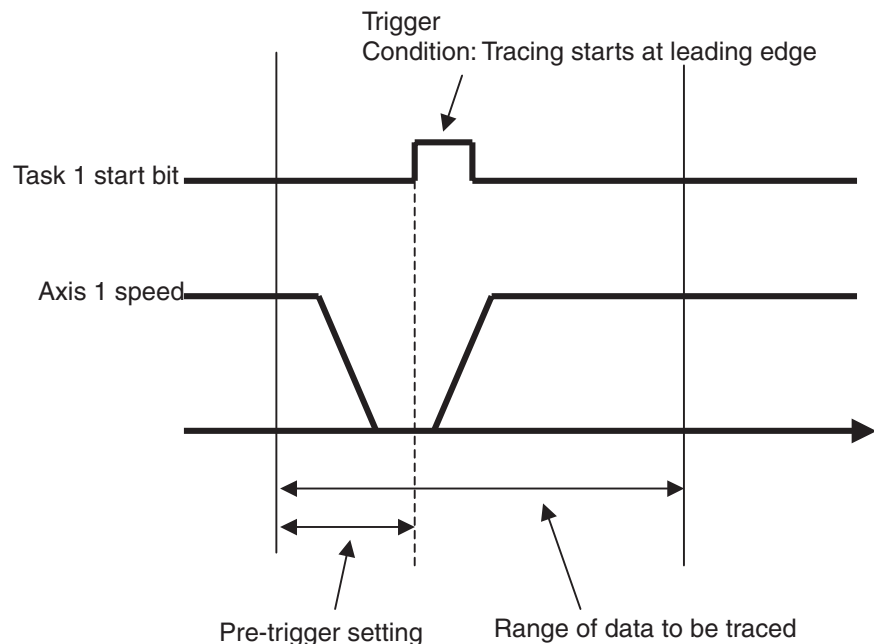 Trigger
Condition: Tracing starts at leading edge
Task 1 start bit
Axis 1 speed
Pre-trigger setting
Range of data to be traced